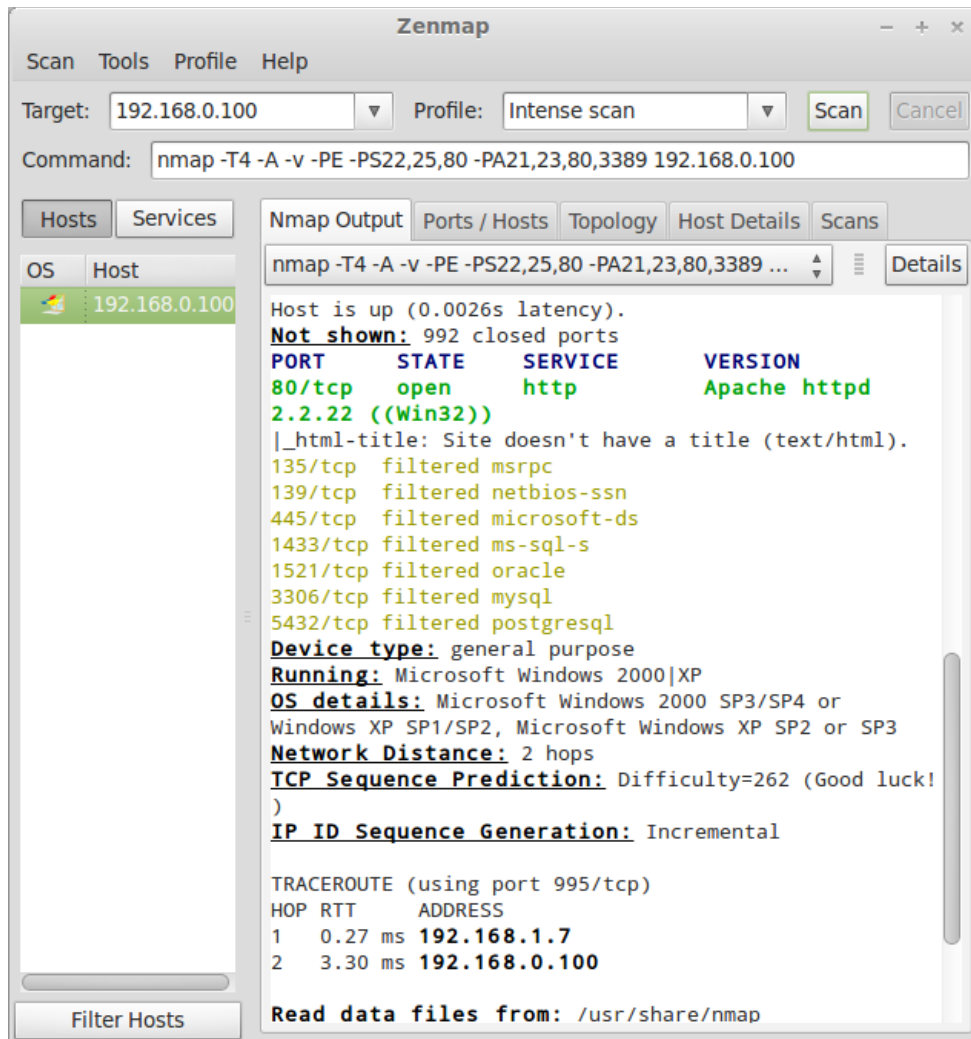 Zenmap
Scan Tools Profile Help
Target: 192.168.0.100 Profile: Intense scan Scan Cancel
Command: nmap -T4 -A -v -PE -PS22,25,80 -PA21,23,80,3389 192.168.0.100
Hosts Services
Nmap Output Ports / Hosts Topology Host Details Scans
OS Host
192.168.0.100
nmap -T4 -A -v -PE -PS22,25,80 -PA21,23,80,3389 ... Details
Host is up (0.0026s latency).
Not shown: 992 closed ports
PORT STATE SERVICE VERSION
80/tcp open http Apache httpd
2.2.22 ((Win32))
|_html-title: Site doesn't have a title (text/html).
135/tcp filtered msrpc
139/tcp filtered netbios-ssn
445/tcp filtered microsoft-ds
1433/tcp filtered ms-sql-s
1521/tcp filtered oracle
3306/tcp filtered mysql
5432/tcp filtered postgresql
Device type: general purpose
Running: Microsoft Windows 2000|XP
OS details: Microsoft Windows 2000 SP3/SP4 or
Windows XP SP1/SP2, Microsoft Windows XP SP2 or SP3
Network Distance: 2 hops
TCP Sequence Prediction: Difficulty=262 (Good luck!
)
IP ID Sequence Generation: Incremental
TRACEROUTE (using port 995/tcp)
HOP RTT ADDRESS
1 0.27 ms 192.168.1.7
2 3.30 ms 192.168.0.100
Read data files from: /usr/share/nmap
Filter Hosts